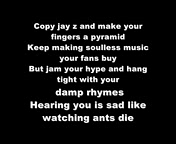 Copy jay z and make your
fingers a pyramid
Keep making soulless music
your fans buy
But jam your hype and hang
tight with your
damp rhymes
Hearing you is sad like
watching ants die